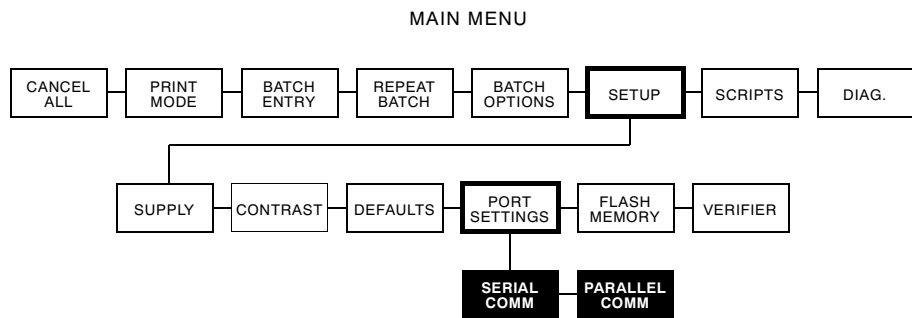 MAIN MENU
CANCEL
ALL
PRINT
MODE
BATCH
ENTRY
REPEAT
BATCH
BATCH
OPTIONS
SETUP
SCRIPTS
DIAG.
SUPPLY
CONTRAST
DEFAULTS
PORT
SETTINGS
FLASH
MEMORY
VERIFIER
SERIAL
COMM
PARALLEL
COMM